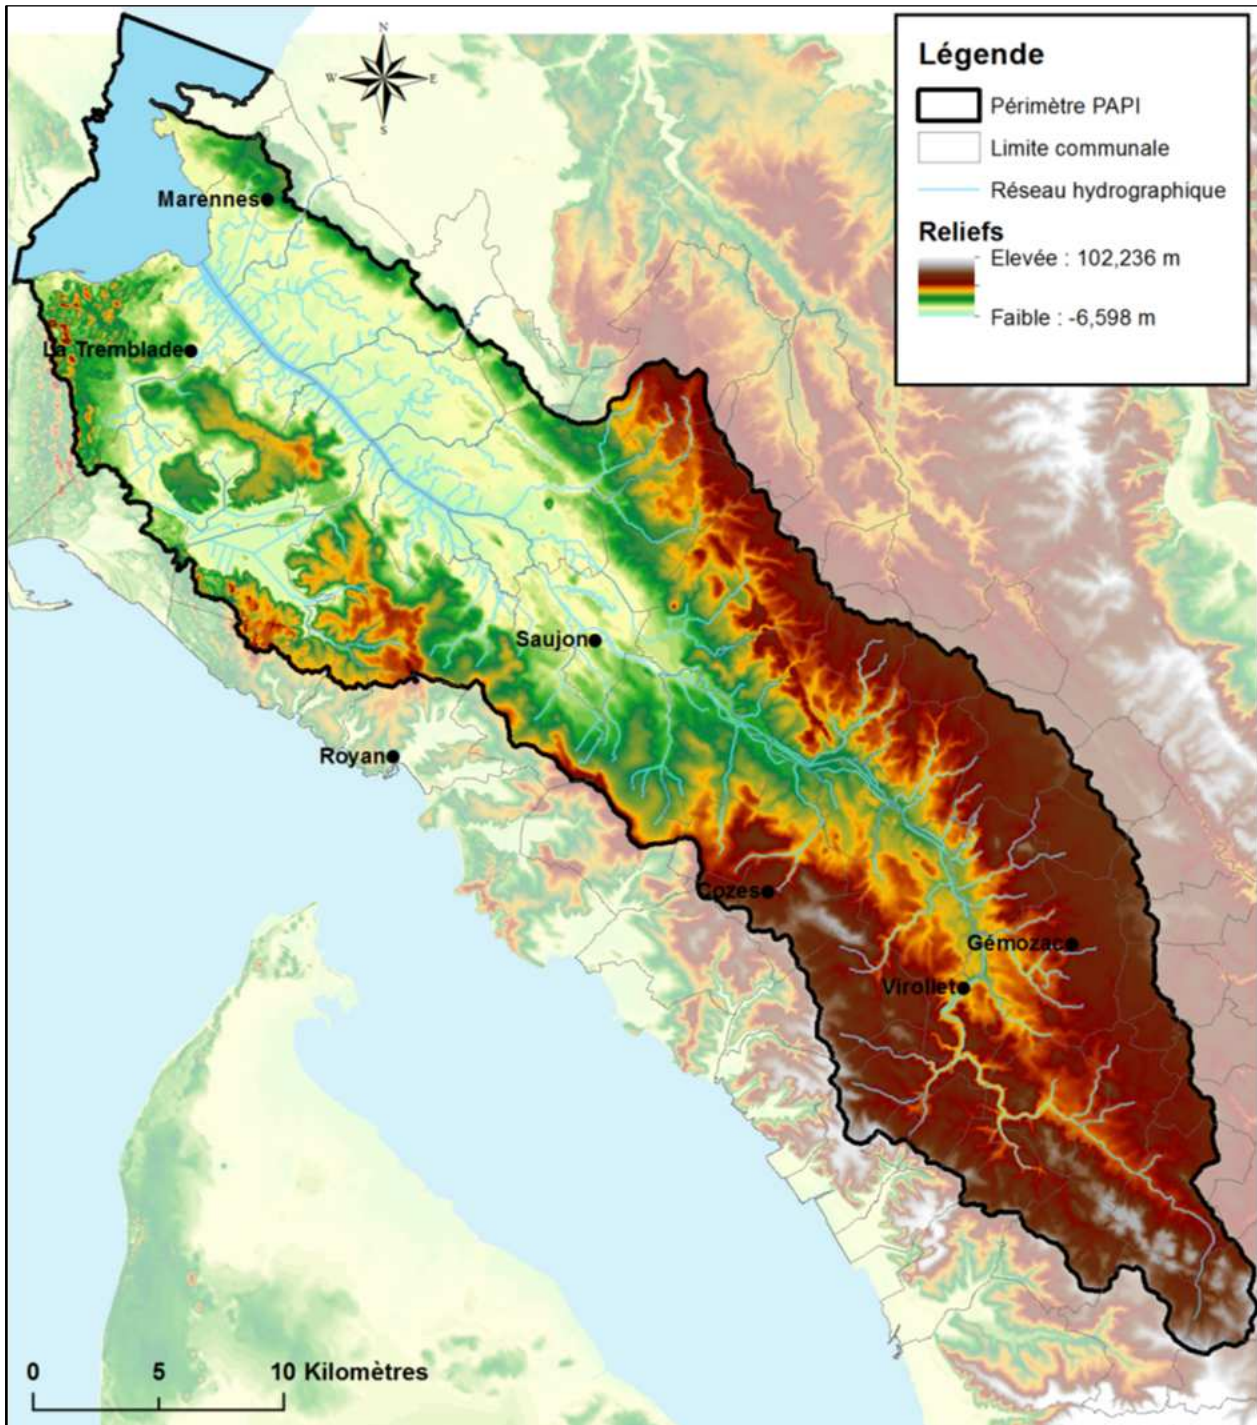 N
W
E
S
Légende
Périmètre PAPI
Limite communale
Réseau hydrographique
Reliefs
Elevée : 102,236 m
Faible : -6,598 m
Marennes
La Tremblade
Saujon
Royan
Cozes
Gémozac
Virollet
0 5 10 Kilomètres